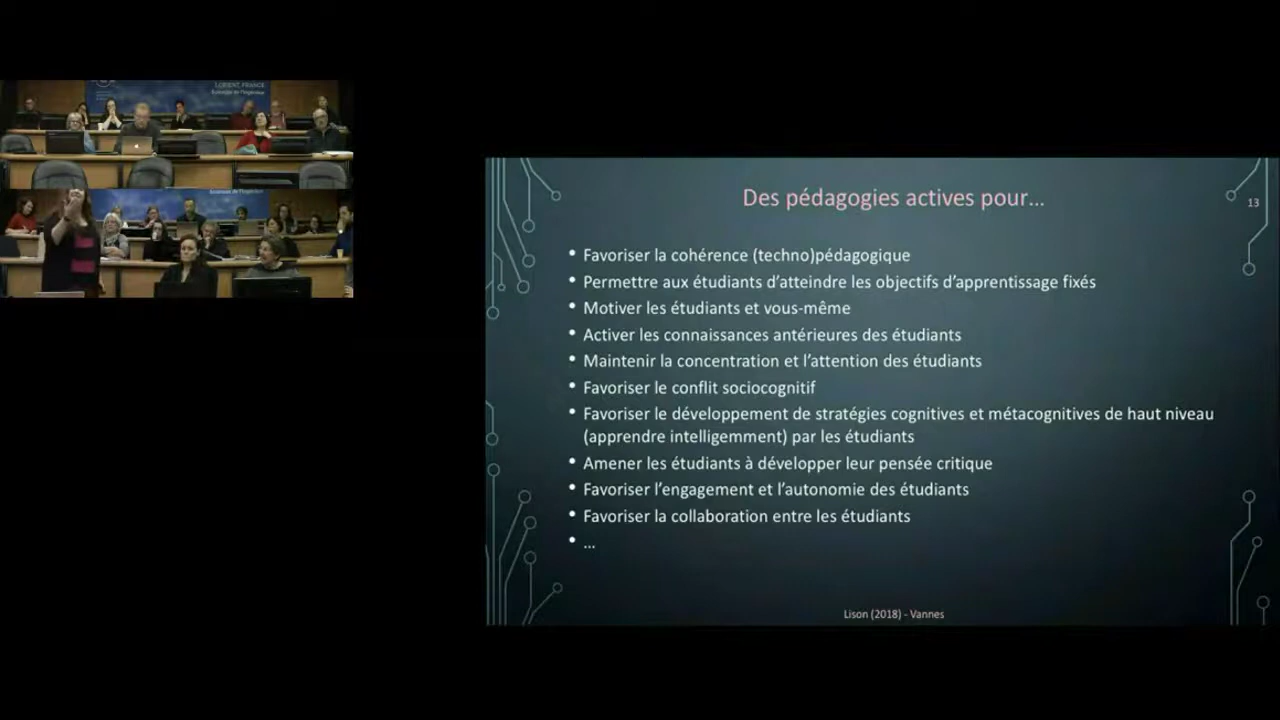 LORIENT, FRANCE
Des pédagogies actives pour...
13
• Favoriser la cohérence (techno)pédagogique
• Permettre aux étudiants d’atteindre les objectifs d’apprentissage fixés
• Motiver les étudiants et vous-même
• Activer les connaissances antérieures des étudiants
• Maintenir la concentration et l’attention des étudiants
• Favoriser le conflit sociocognitif
• Favoriser le développement de stratégies cognitives et métacognitives de haut niveau
(apprendre intelligemment) par les étudiants
• Amener les étudiants à développer leur pensée critique
• Favoriser l’engagement et l’autonomie des étudiants
• Favoriser la collaboration entre les étudiants
• ...
Lison (2018) - Vannes